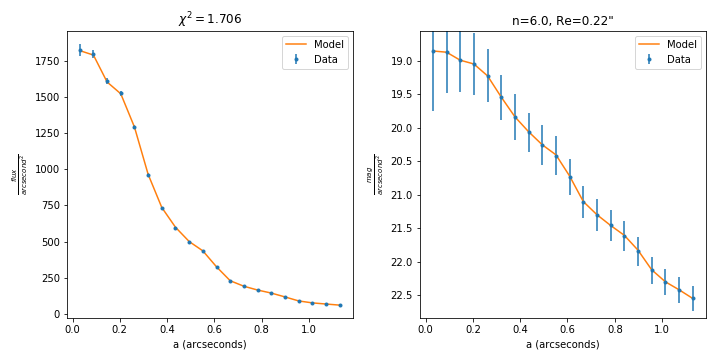 χ² = 1.706
n=6.0, Re=0.22"
Model
Data
Model
Data
flux
arcsecond²
mag
arcsecond²
1750
1500
1250
1000
750
500
250
0
19.0
19.5
20.0
20.5
21.0
21.5
22.0
22.5
0.0 0.2 0.4 0.6 0.8 1.0
0.0 0.2 0.4 0.6 0.8 1.0
a (arcseconds)
a (arcseconds)